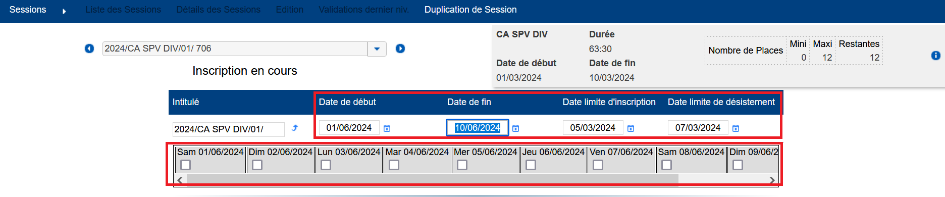 Sessions Liste des Sessions Détails des Sessions Edition Validations dernier niv. Duplication de Session
2024/CA SPV DIV/01/ 706
Inscription en cours
CA SPV DIV Durée
63:30
Date de début Date de fin
01/03/2024 10/03/2024
Mini Maxi Restantes
Nombre de Places 0 12 12
Intitulé Date de début Date de fin Date limite d'inscription Date limite de désistement
2024/CA SPV DIV/01/ 01/06/2024 10/06/2024 05/03/2024 07/03/2024
Sam 01/06/2024 Dim 02/06/2024 Lun 03/06/2024 Mar 04/06/2024 Mer 05/06/2024 Jeu 06/06/2024 Ven 07/06/2024 Sam 08/06/2024 Dim 09/06/2